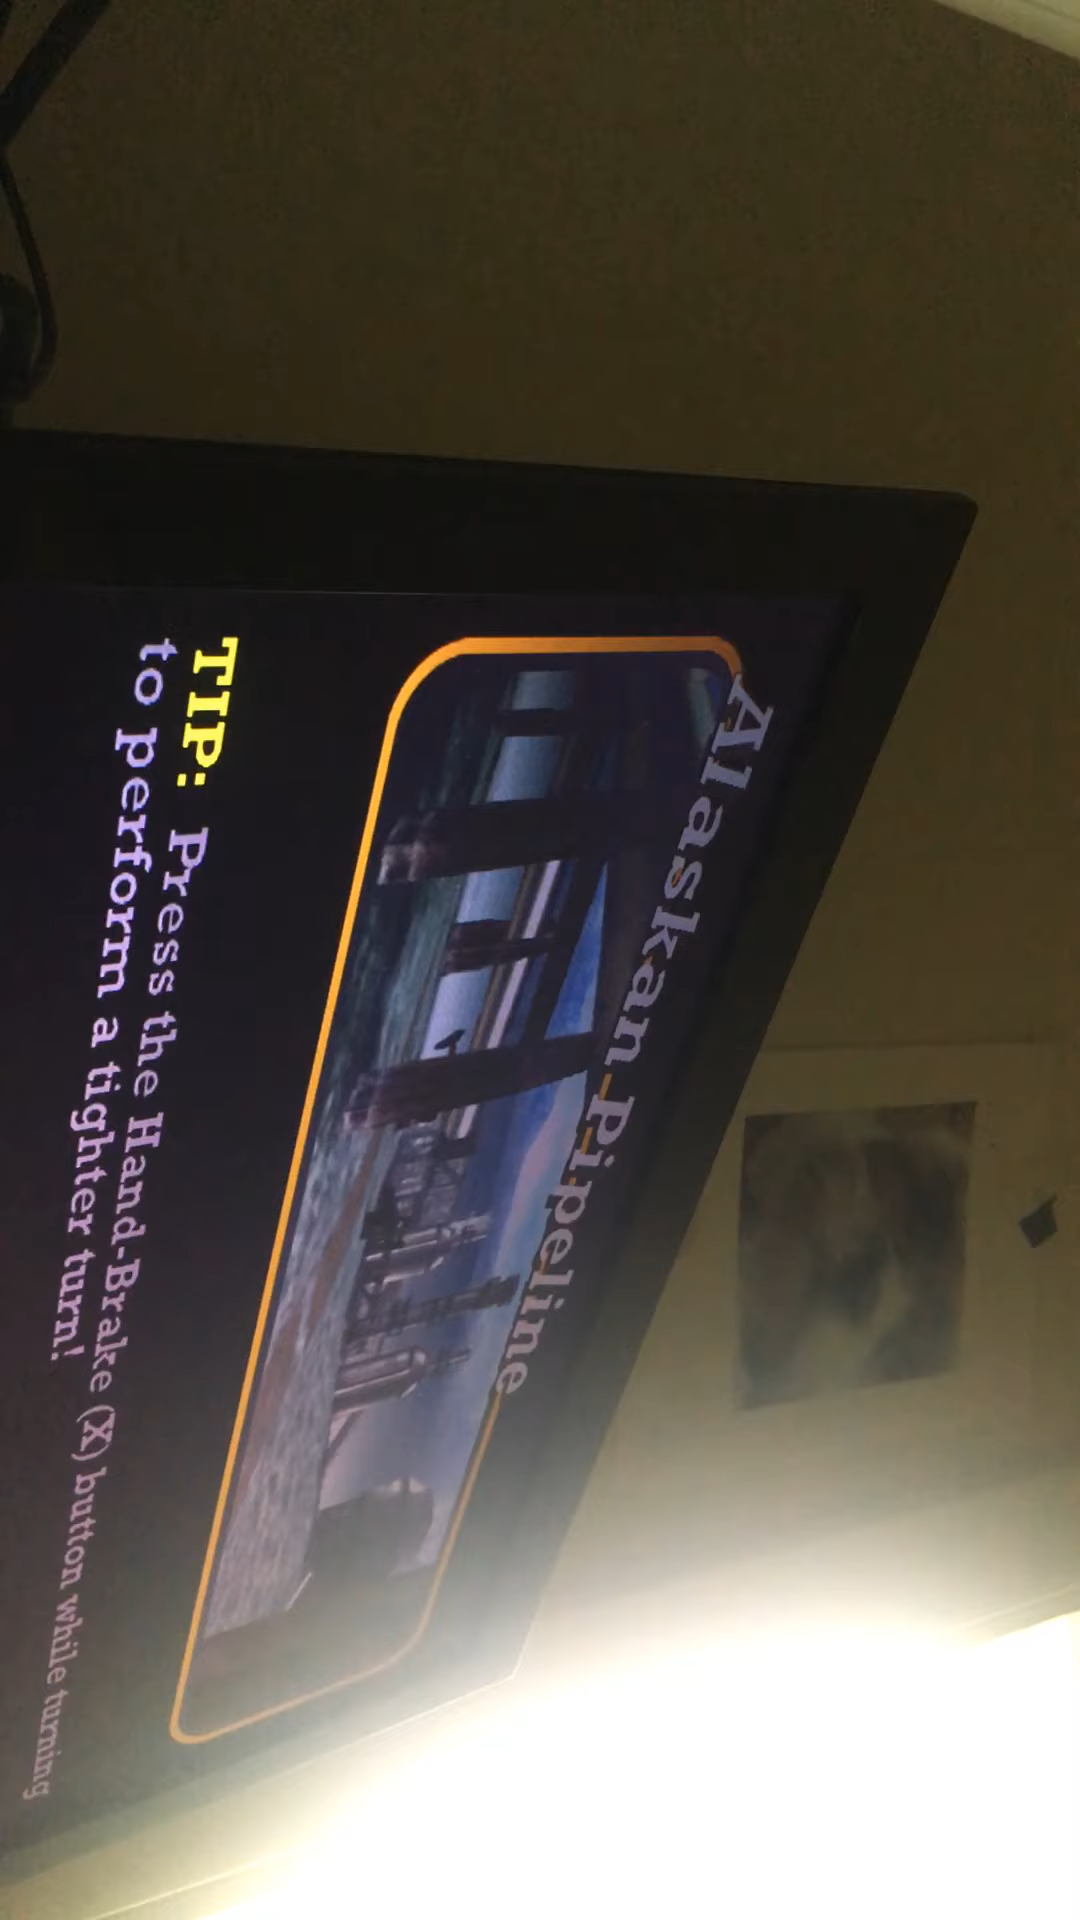 Alaskan Pipeline
TIP: Press the Hand-Brake (X) button while turning
to perform a tighter turn!